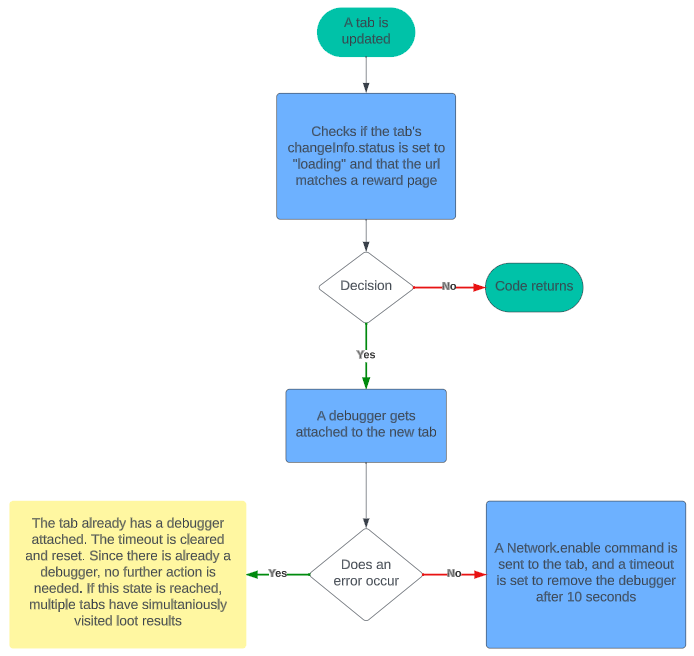 A tab is
updated
Checks if the tab's
changeInfo.status is set to
"loading" and that the url
matches a reward page
Decision
No
Code returns
Yes
A debugger gets
attached to the new tab
Does an
error occur
Yes
The tab already has a debugger
attached. The timeout is cleared
and reset. Since there is already a
debugger, no further action is
needed. If this state is reached,
multiple tabs have simultaniously
visited loot results
No
A Network.enable command is
sent to the tab, and a timeout
is set to remove the debugger
after 10 seconds